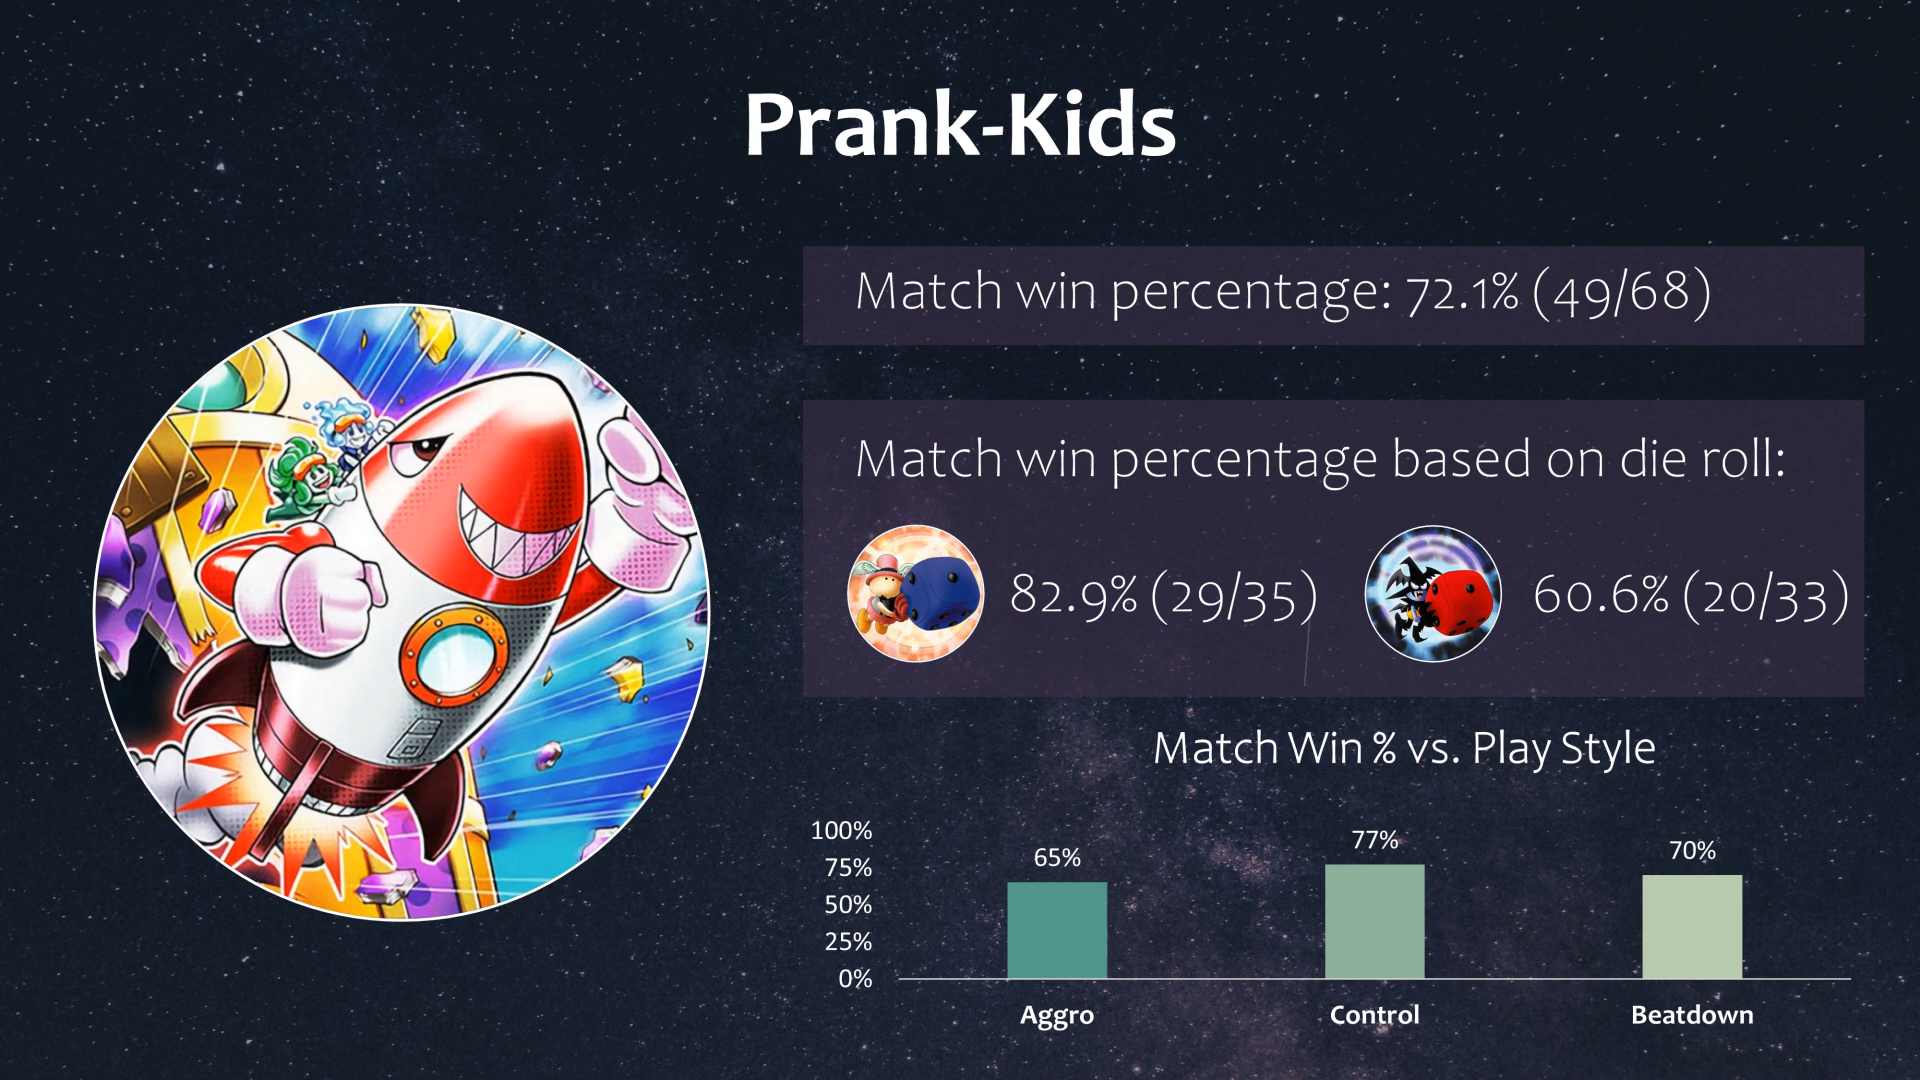 Prank-Kids
Match win percentage: 72.1% (49/68)
Match win percentage based on die roll:
82.9% (29/35)
60.6% (20/33)
Match Win % vs. Play Style
100%
75%
50%
25%
0%
65%
77%
70%
Aggro
Control
Beatdown